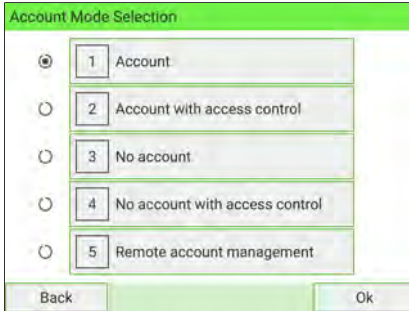 Account Mode Selection
1 Account
2 Account with access control
3 No account
4 No account with access control
5 Remote account management
Back Ok